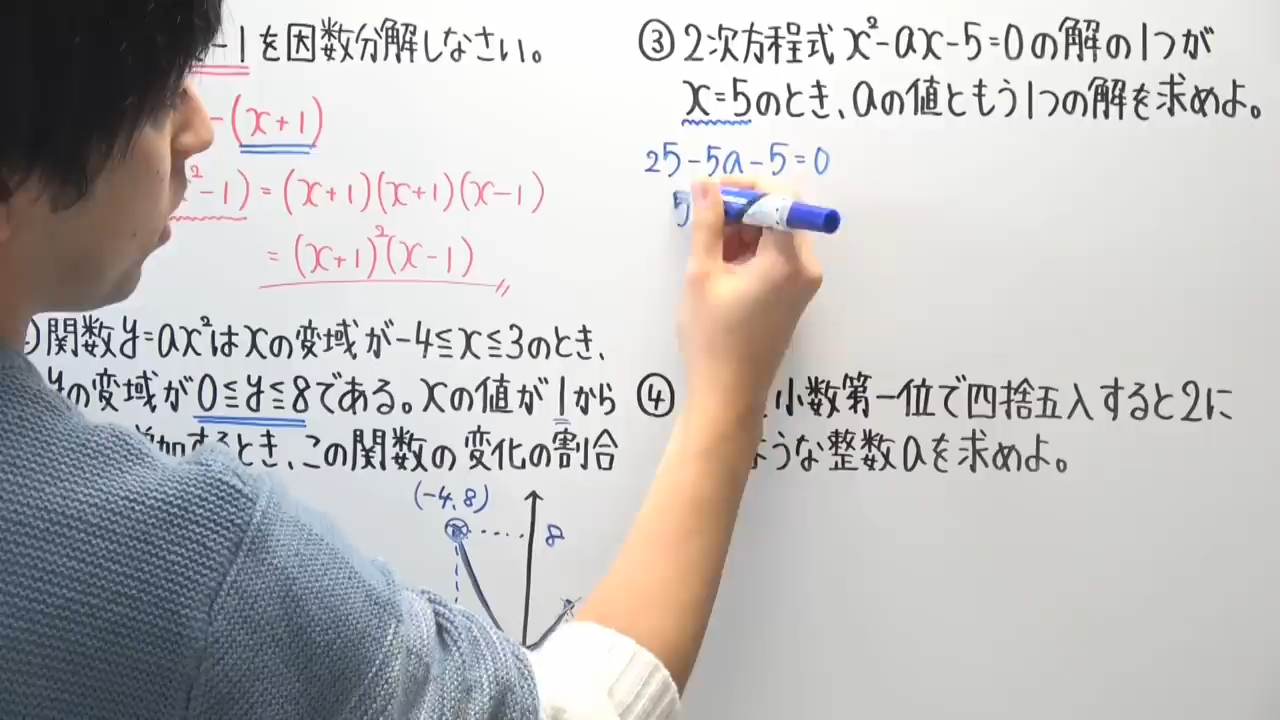 -1を因数分解しなさい。
-(x+1)
²-1)=(x+1)(x+1)(x-1)
=(x+1)²(x-1)
関数y=ax²はxの変域が-4≦x≦3のとき、
yの変域が0≦y≦8である。xの値が1から
増加するとき、この関数の変化の割合
(-4,8)
8
③2次方程式x²-ax-5=0の解の1つが
x=5のとき、aの値ともう1つの解を求めよ。
25-5a-5=0
5
④ 小数第一位で四捨五入すると2に
ような整数aを求めよ。